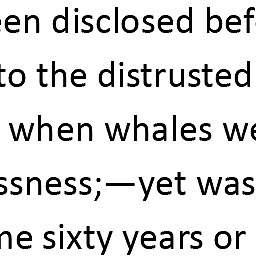 een disclosed bef
to the distrusted
when whales we
ssness;—yet was
me sixty years or